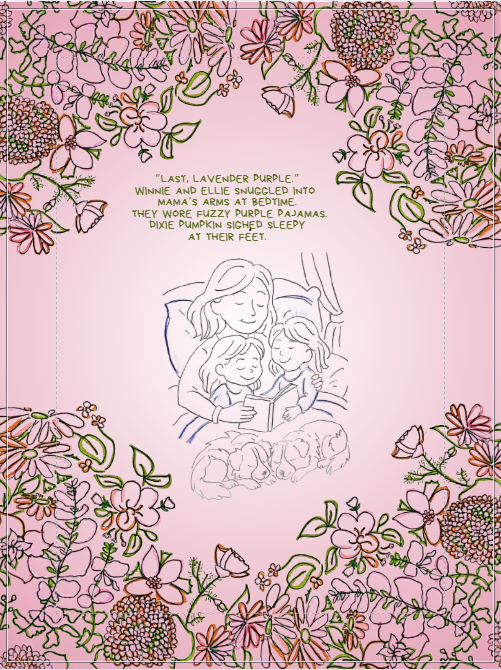 "LAST, LAVENDER PURPLE."
WINNIE AND ELLIE SNUGGLED INTO
MAMA'S ARMS AT BEDTIME.
THEY WORE FUZZY PURPLE PAJAMAS.
DIXIE PUMPKIN SIGHED SLEEPY
AT THEIR FEET.